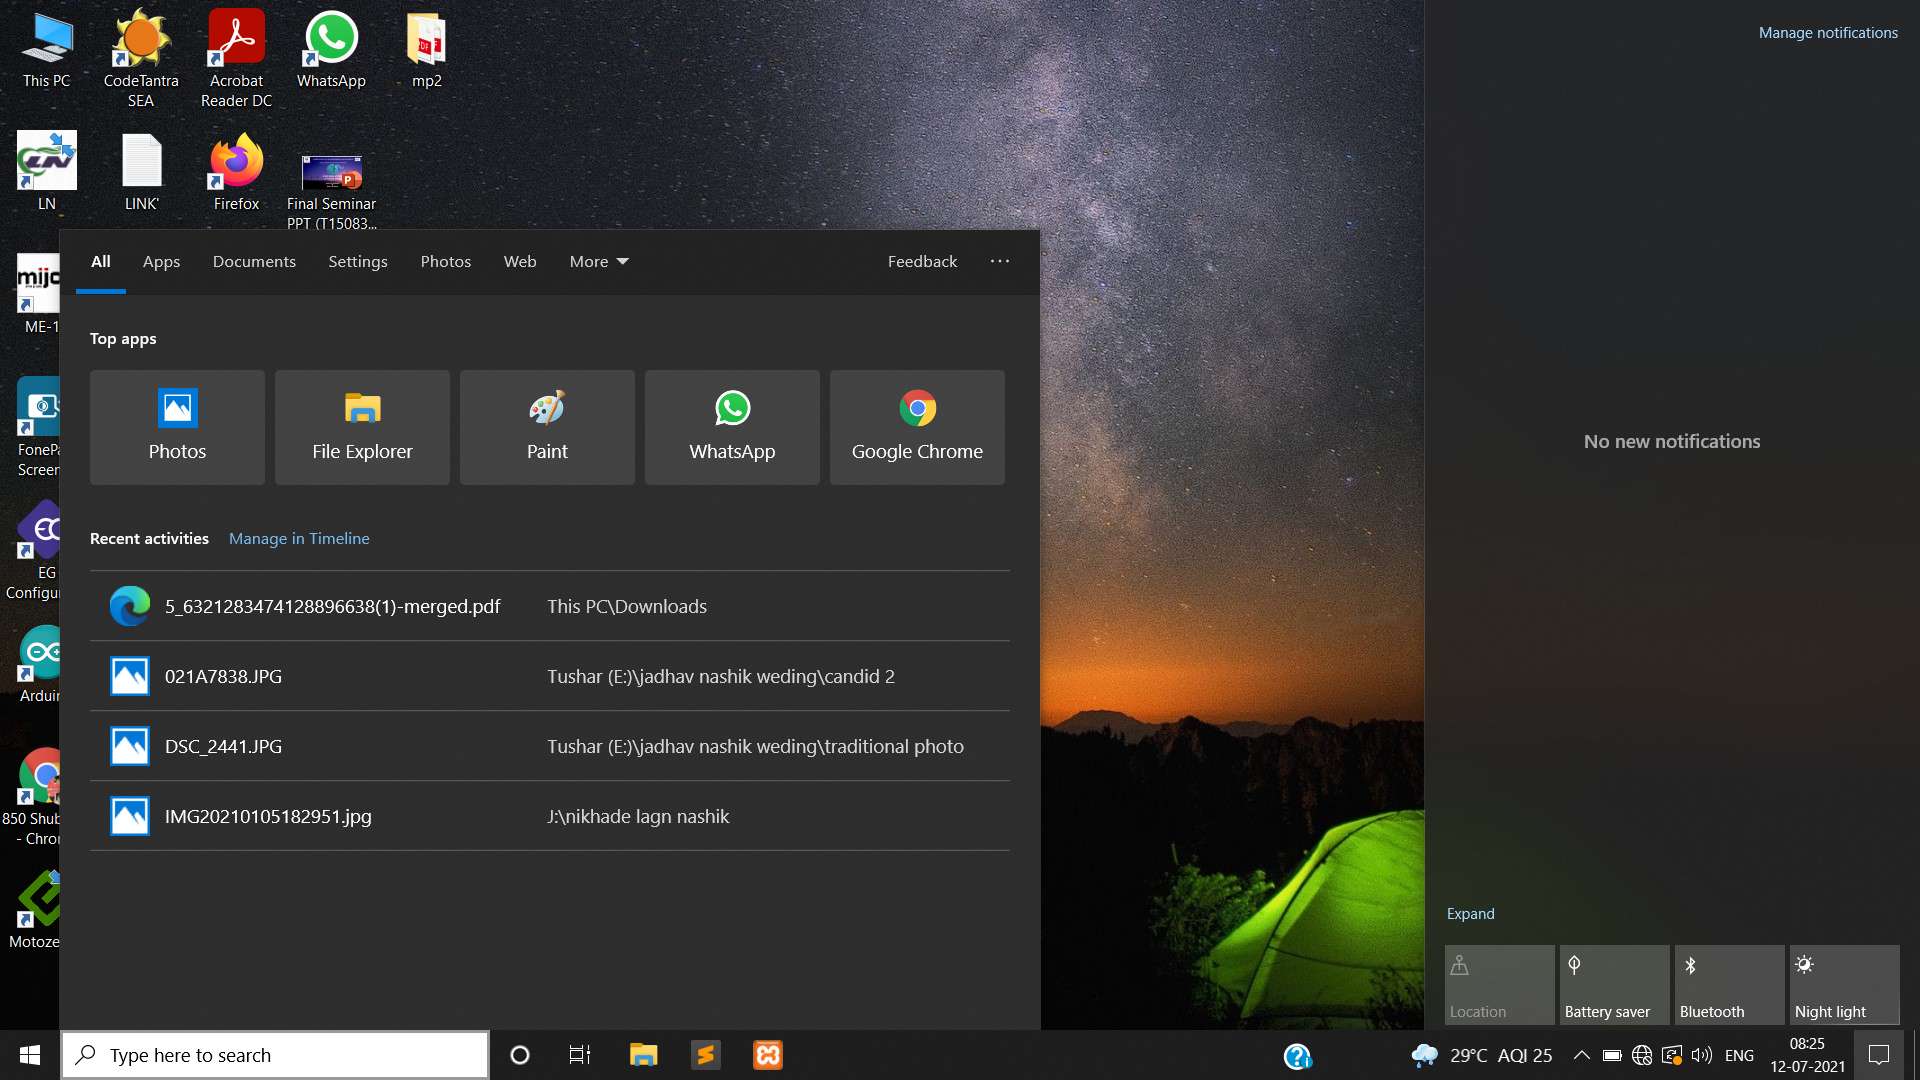 This PC
CodeTantra
SEA
Acrobat
Reader DC
WhatsApp
mp2
LN
LINK'
Firefox
Final Seminar
PPT (T15083...
mijo
ME-1
FonePa
Screen
EG
Configu
Arduin
850 Shub
- Chro
Motoze
All
Apps
Documents
Settings
Photos
Web
More
Feedback
Top apps
Photos
File Explorer
Paint
WhatsApp
Google Chrome
Recent activities
Manage in Timeline
5_6321283474128896638(1)-merged.pdf
This PC\Downloads
021A7838.JPG
Tushar (E:)\jadhav nashik weding\candid 2
DSC_2441.JPG
Tushar (E:)\jadhav nashik weding\traditional photo
IMG20210105182951.jpg
J:\nikhade lagn nashik
Manage notifications
No new notifications
Expand
Location
Battery saver
Bluetooth
Night light
Type here to search
29°C AQI 25
ENG
08:25
12-07-2021